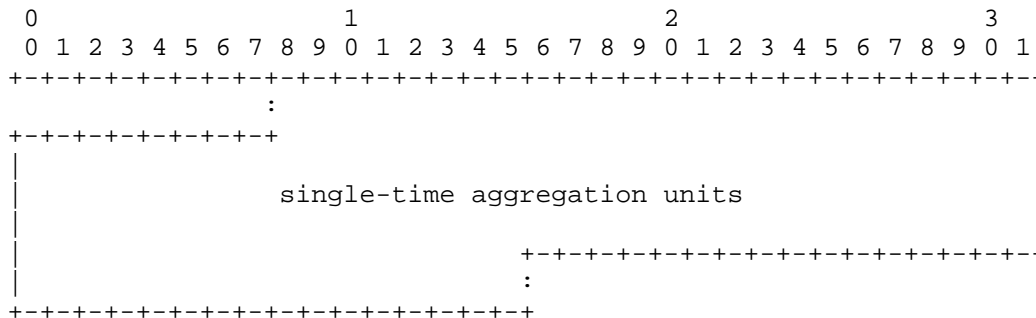 0                   1                   2                   3
 0 1 2 3 4 5 6 7 8 9 0 1 2 3 4 5 6 7 8 9 0 1 2 3 4 5 6 7 8 9 0 1
+-+-+-+-+-+-+-+-+-+-+-+-+-+-+-+-+-+-+-+-+-+-+-+-+-+-+-+-+-+-+-+-
                :
+-+-+-+-+-+-+-+-+
|
|                single-time aggregation units
|
|                               +-+-+-+-+-+-+-+-+-+-+-+-+-+-+-+-
|                               :
+-+-+-+-+-+-+-+-+-+-+-+-+-+-+-+-+